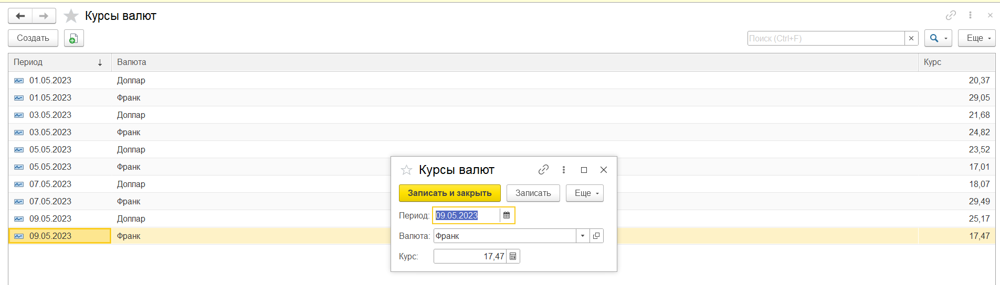 Курсы валют
Создать
Поиск (Ctrl+F)
Еще
Период Валюта Курс
01.05.2023 Доллар 20,37
01.05.2023 Франк 29,05
03.05.2023 Доллар 21,68
03.05.2023 Франк 24,82
05.05.2023 Доллар 23,52
05.05.2023 Франк 17,01
07.05.2023 Доллар 18,07
07.05.2023 Франк 29,49
09.05.2023 Доллар 25,17
09.05.2023 Франк 17,47
Курсы валют
Записать и закрыть Записать Еще
Период: 09.05.2023
Валюта: Франк
Курс: 17,47